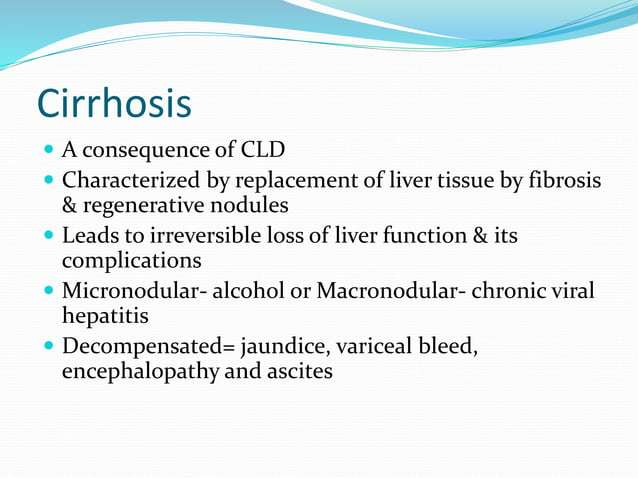 Cirrhosis
• A consequence of CLD
• Characterized by replacement of liver tissue by fibrosis
& regenerative nodules
• Leads to irreversible loss of liver function & its
complications
• Micronodular- alcohol or Macronodular- chronic viral
hepatitis
• Decompensated= jaundice, variceal bleed,
encephalopathy and ascites